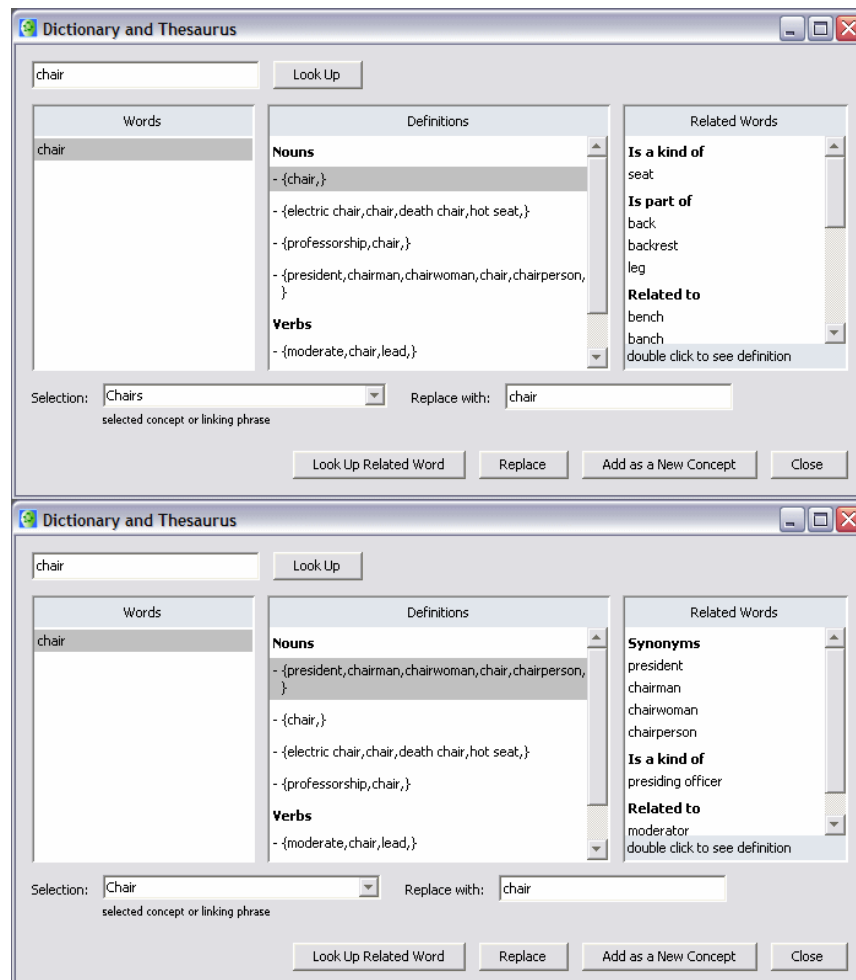 Dictionary and Thesaurus
chair
Look Up
Words
chair
Definitions
Nouns
- {chair,}
- {electric chair,chair,death chair,hot seat,}
- {professorship,chair,}
- {president,chairman,chairwoman,chair,chairperson,
}
Verbs
- {moderate,chair,lead,}
Related Words
Is a kind of
seat
Is part of
back
backrest
leg
Related to
bench
banch
double click to see definition
Selection:
Chairs
Replace with:
chair
selected concept or linking phrase
Look Up Related Word
Replace
Add as a New Concept
Close
Dictionary and Thesaurus
chair
Look Up
Words
chair
Definitions
Nouns
- {president,chairman,chairwoman,chair,chairperson,
}
- {chair,}
- {electric chair,chair,death chair,hot seat,}
- {professorship,chair,}
Verbs
- {moderate,chair,lead,}
Related Words
Synonyms
president
chairman
chairwoman
chairperson
Is a kind of
presiding officer
Related to
moderator
double click to see definition
Selection:
Chair
Replace with:
chair
selected concept or linking phrase
Look Up Related Word
Replace
Add as a New Concept
Close